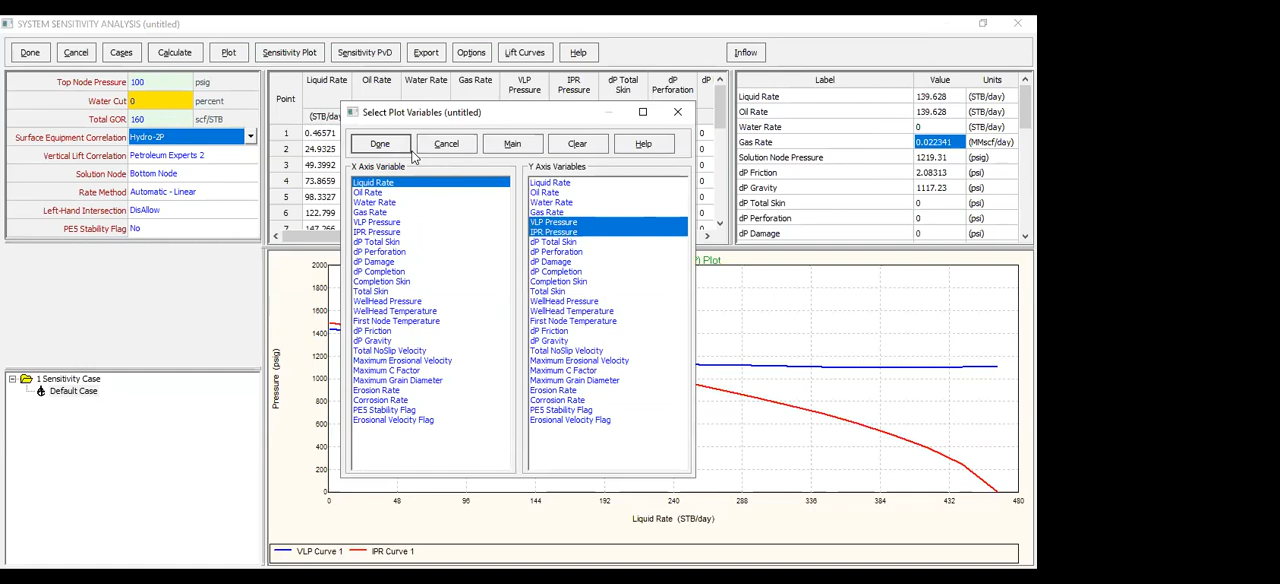 SYSTEM SENSITIVITY ANALYSIS (untitled)
Done Cancel Cases Calculate Plot Sensitivity Plot Sensitivity PvD Export Options Lift Curves Help Inflow
Top Node Pressure 100 psig
Water Cut 0 percent
Total GOR 160 scf/STB
Surface Equipment Correlation Hydro-2P
Vertical Lift Correlation Petroleum Experts 2
Solution Node Bottom Node
Rate Method Automatic - Linear
Left-Hand Intersection DisAllow
PE5 Stability Flag No
Point Liquid Rate Oil Rate Water Rate Gas Rate VLP Pressure IPR Pressure dP Total Skin dP Perforation dP
(STB/day)
1 0.46571 0
2 24.9335 0
3 49.3992 0
4 73.8659 0
5 98.3327 0
6 122.799 0
7 147.266 0
Label Value Units
Liquid Rate 139.628 (STB/day)
Oil Rate 139.628 (STB/day)
Water Rate 0 (STB/day)
Gas Rate 0.022341 (MMscf/day)
Solution Node Pressure 1219.31 (psig)
dP Friction 2.08313 (psi)
dP Gravity 1117.23 (psi)
dP Total Skin 0 (psi)
dP Perforation 0 (psi)
dP Damage 0 (psi)
Select Plot Variables (untitled)
Done Cancel Main Clear Help
X Axis Variable
Liquid Rate
Oil Rate
Water Rate
Gas Rate
VLP Pressure
IPR Pressure
dP Total Skin
dP Perforation
dP Damage
dP Completion
Completion Skin
Total Skin
WellHead Pressure
WellHead Temperature
First Node Temperature
dP Friction
dP Gravity
Total NoSlip Velocity
Maximum Erosional Velocity
Maximum C Factor
Maximum Grain Diameter
Erosion Rate
Corrosion Rate
PE5 Stability Flag
Erosional Velocity Flag
Y Axis Variables
Liquid Rate
Oil Rate
Water Rate
Gas Rate
VLP Pressure
IPR Pressure
dP Total Skin
dP Perforation
dP Damage
dP Completion
Completion Skin
Total Skin
WellHead Pressure
WellHead Temperature
First Node Temperature
dP Friction
dP Gravity
Total NoSlip Velocity
Maximum Erosional Velocity
Maximum C Factor
Maximum Grain Diameter
Erosion Rate
Corrosion Rate
PE5 Stability Flag
Erosional Velocity Flag
1 Sensitivity Case
Default Case
Plot
Pressure (psig)
2000
1800
1600
1400
1200
1000
800
600
400
200
0
0 48 96 144 192 240 288 336 384 432 480
Liquid Rate (STB/day)
VLP Curve 1 IPR Curve 1